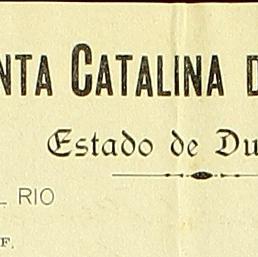 NTA CATALINA D
Estado de Du
L RIO
F.